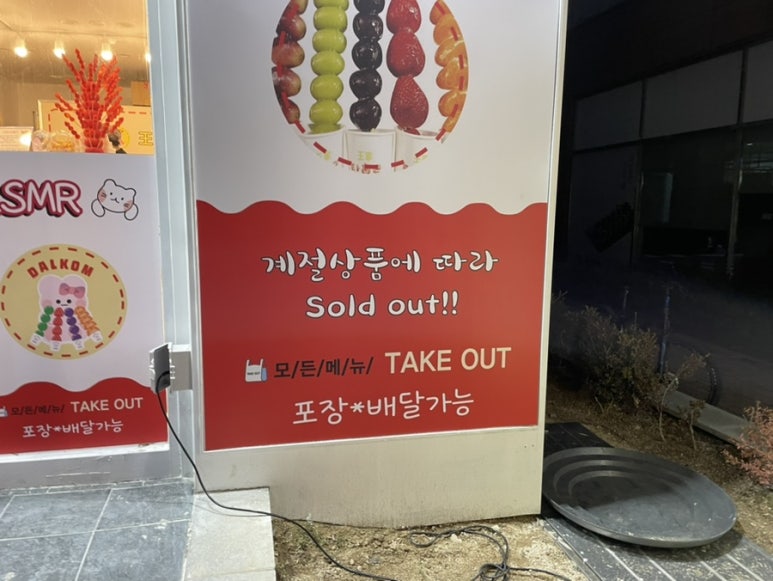 ASMR
DALKOM
모/든/메/뉴/ TAKE OUT
포장*배달가능
계절상품에 따라
Sold out!!
모/든/메/뉴/ TAKE OUT
포장*배달가능